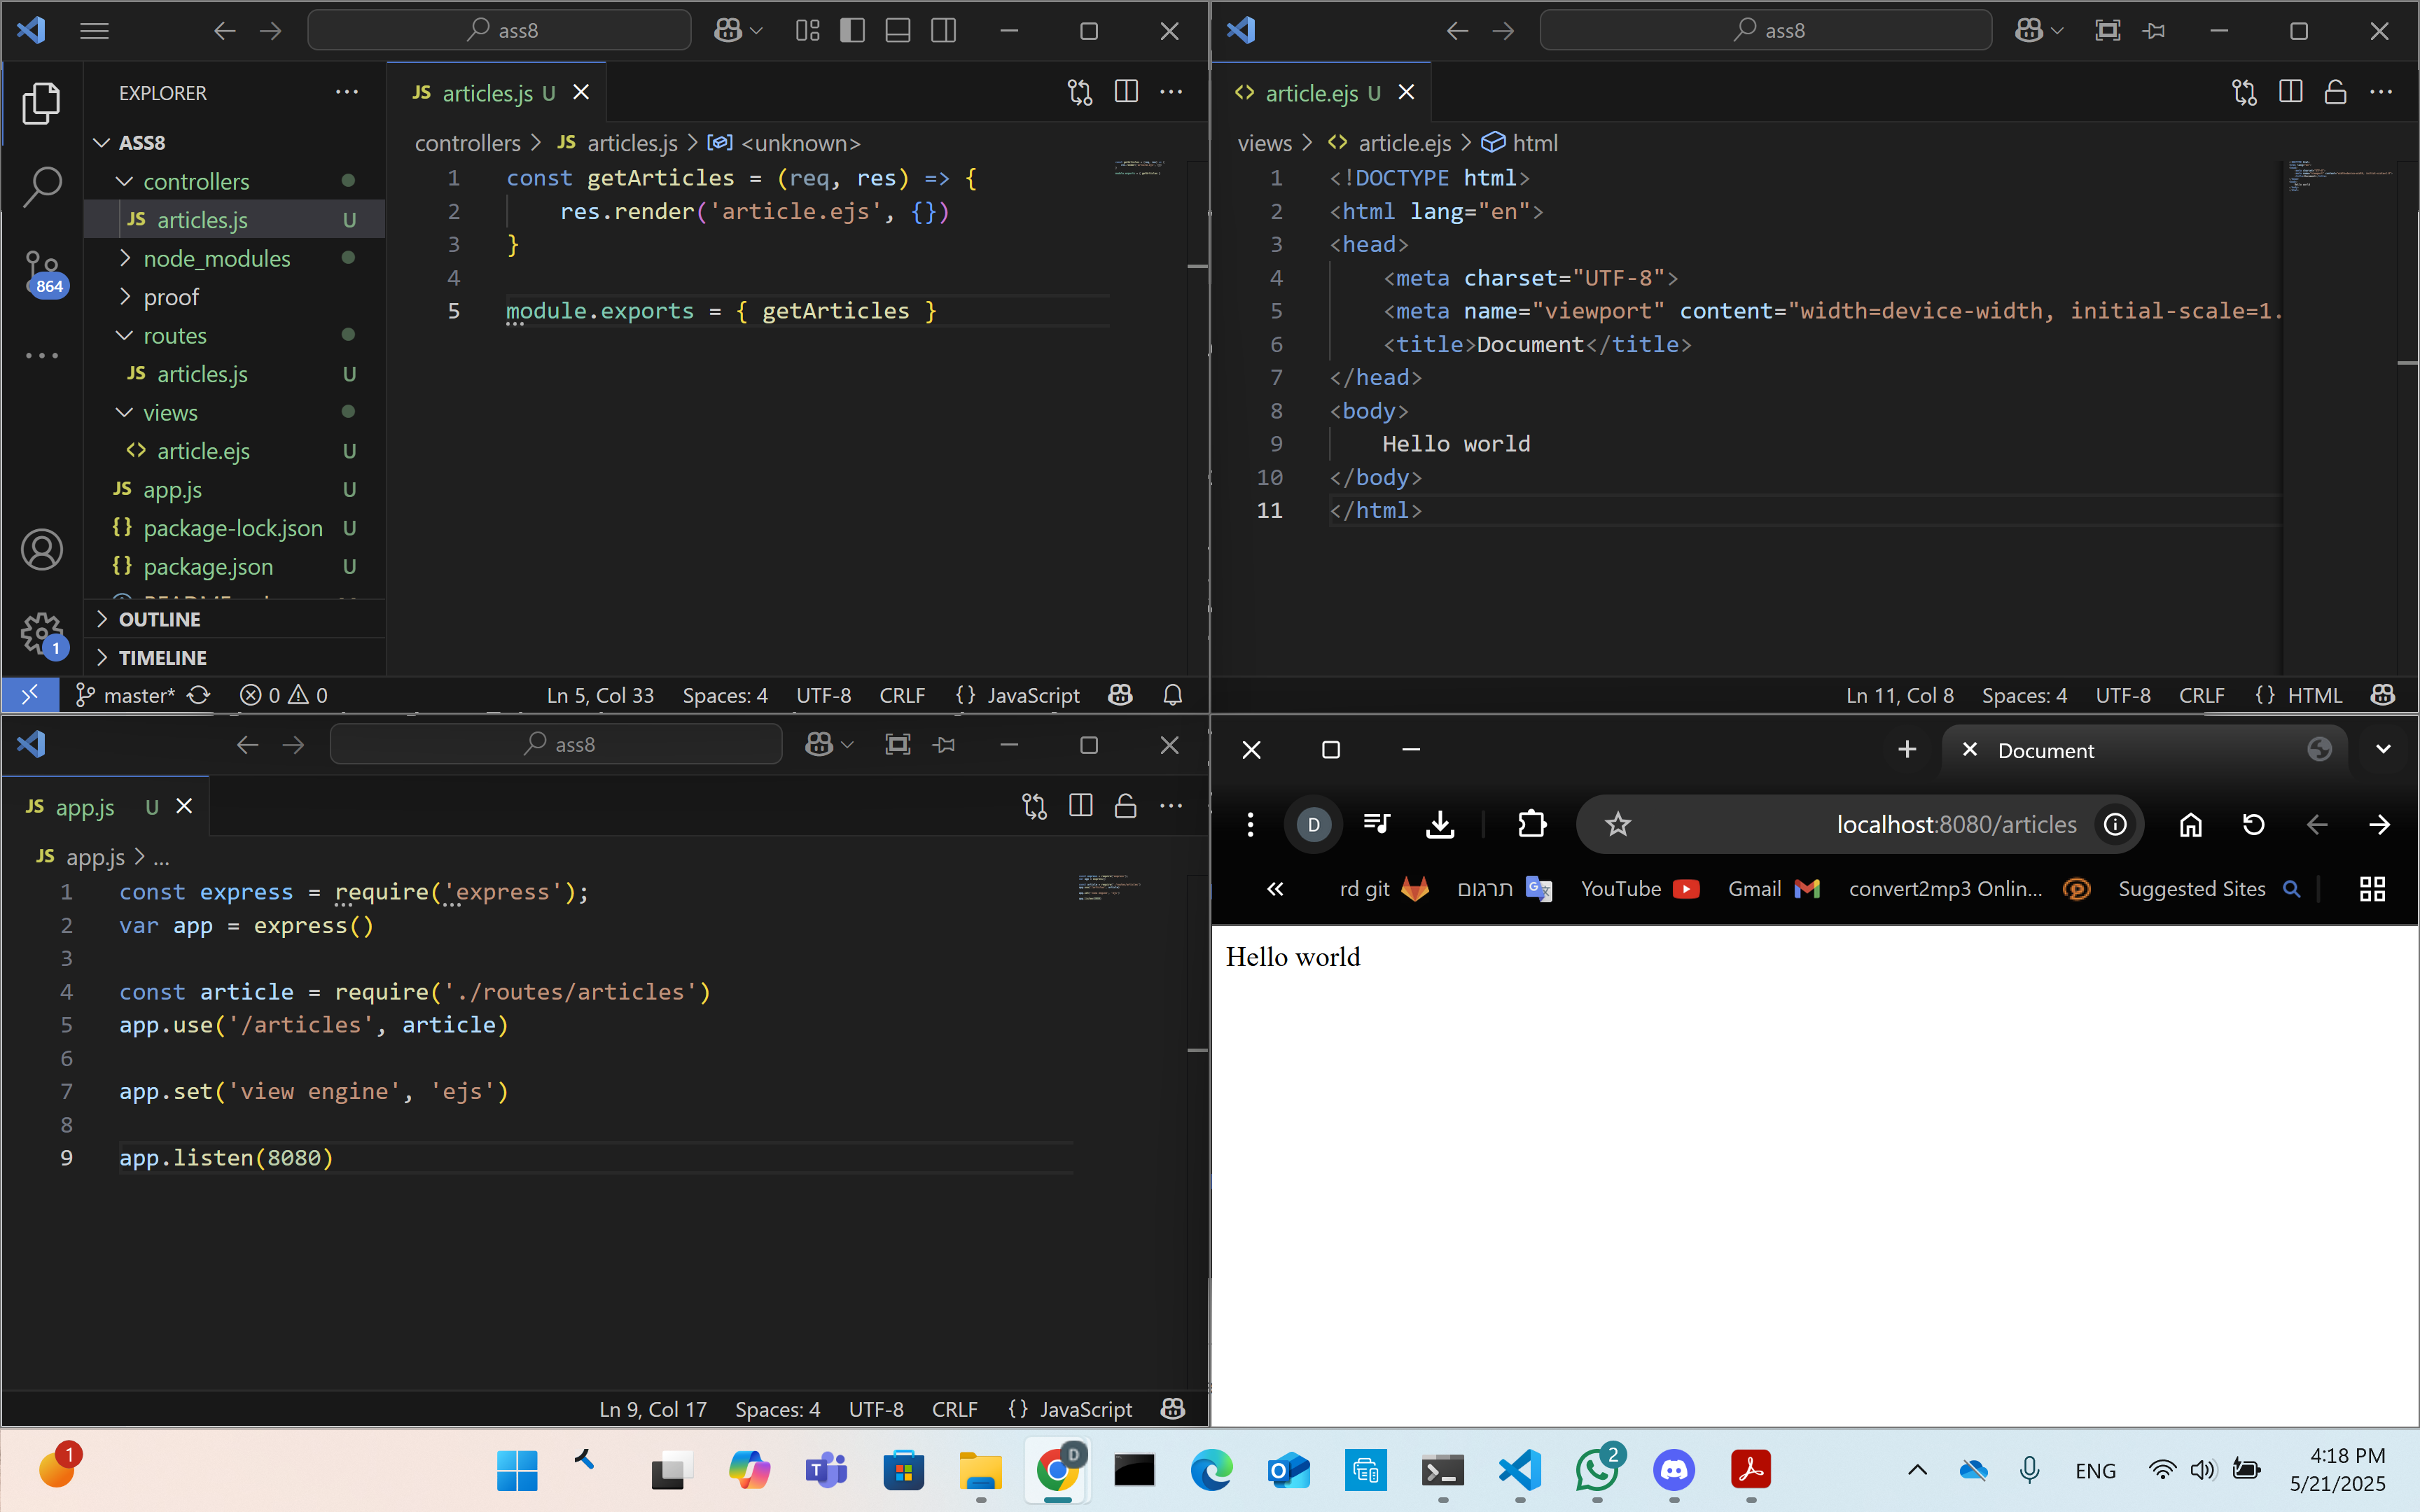 ass8
EXPLORER
ASS8
controllers
JS articles.js U
node_modules
proof
routes
JS articles.js U
views
<> article.ejs U
JS app.js U
{} package-lock.json U
{} package.json U
OUTLINE
TIMELINE
864
1
JS articles.js U
controllers > JS articles.js > <unknown>
1 const getArticles = (req, res) => {
2     res.render('article.ejs', {})
3 }
4
5 module.exports = { getArticles }
master* 0 0 Ln 5, Col 33 Spaces: 4 UTF-8 CRLF {} JavaScript
ass8
<> article.ejs U
views > <> article.ejs > html
1 <!DOCTYPE html>
2 <html lang="en">
3 <head>
4     <meta charset="UTF-8">
5     <meta name="viewport" content="width=device-width, initial-scale=1.
6     <title>Document</title>
7 </head>
8 <body>
9     Hello world
10 </body>
11 </html>
Ln 11, Col 8 Spaces: 4 UTF-8 CRLF {} HTML
ass8
JS app.js U
JS app.js > ...
1 const express = require('express');
2 var app = express()
3
4 const article = require('./routes/articles')
5 app.use('/articles', article)
6
7 app.set('view engine', 'ejs')
8
9 app.listen(8080)
Ln 9, Col 17 Spaces: 4 UTF-8 CRLF {} JavaScript
Document
D localhost:8080/articles
rd git תרגום YouTube Gmail convert2mp3 Onlin... Suggested Sites
Hello world
1 D 2 ENG
4:18 PM
5/21/2025